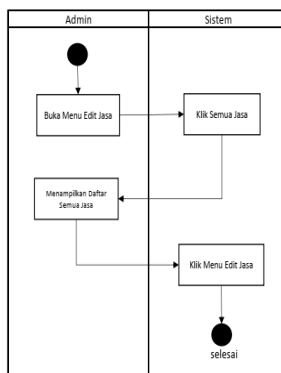 Admin
Sistem
Buka Menu Edit Jasa
Klik Semua Jasa
Menampilkan Daftar
Semua Jasa
Klik Menu Edit Jasa
selesai